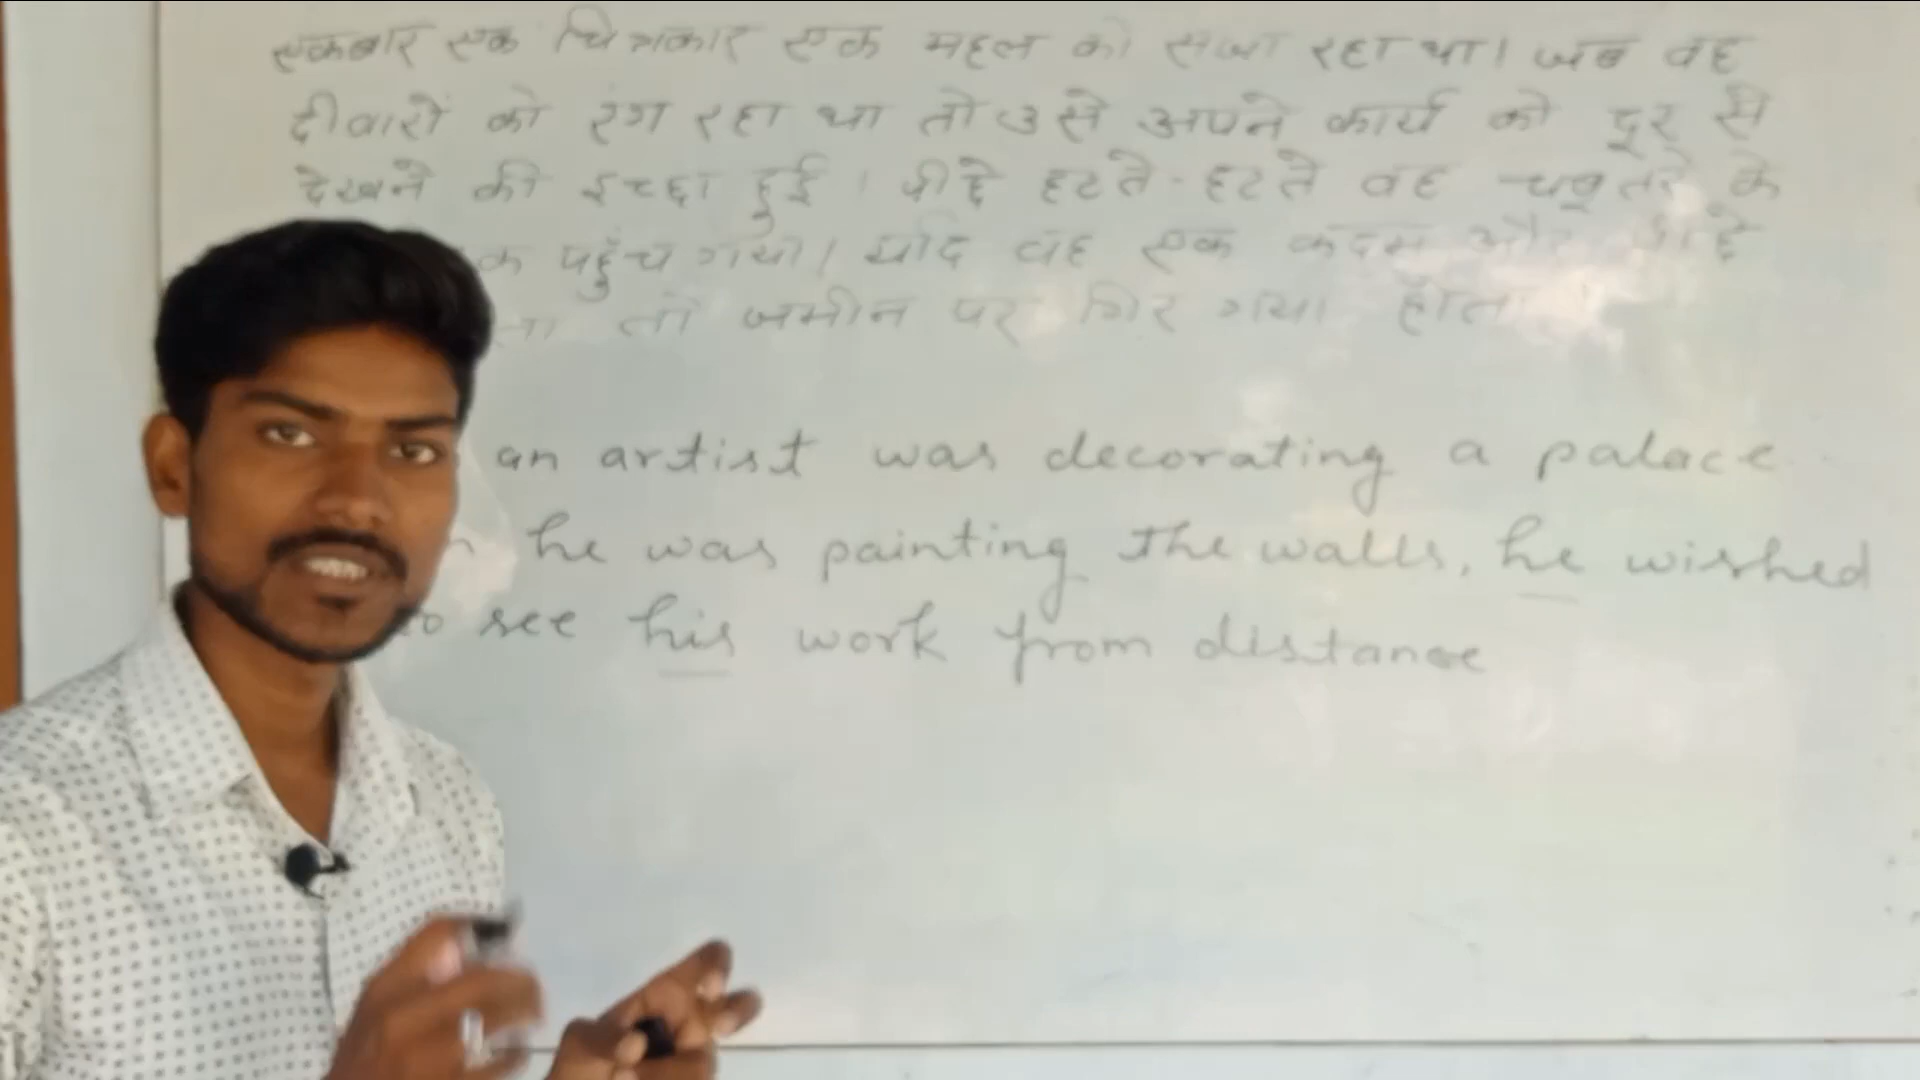 एकबार एक चित्रकार एक महल को सजा रहा था। जब वह
दीवारों को रंग रहा था तो उसे अपने कार्य को दूर से
देखने की इच्छा हुई। पीछे हटते-हटते वह चबूतरे के
पहुँच गया। यदि वह एक कदम और पीछे
तो जमीन पर गिर गया होता
an artist was decorating a palace
he was painting the walls, he wished
to see his work from distance